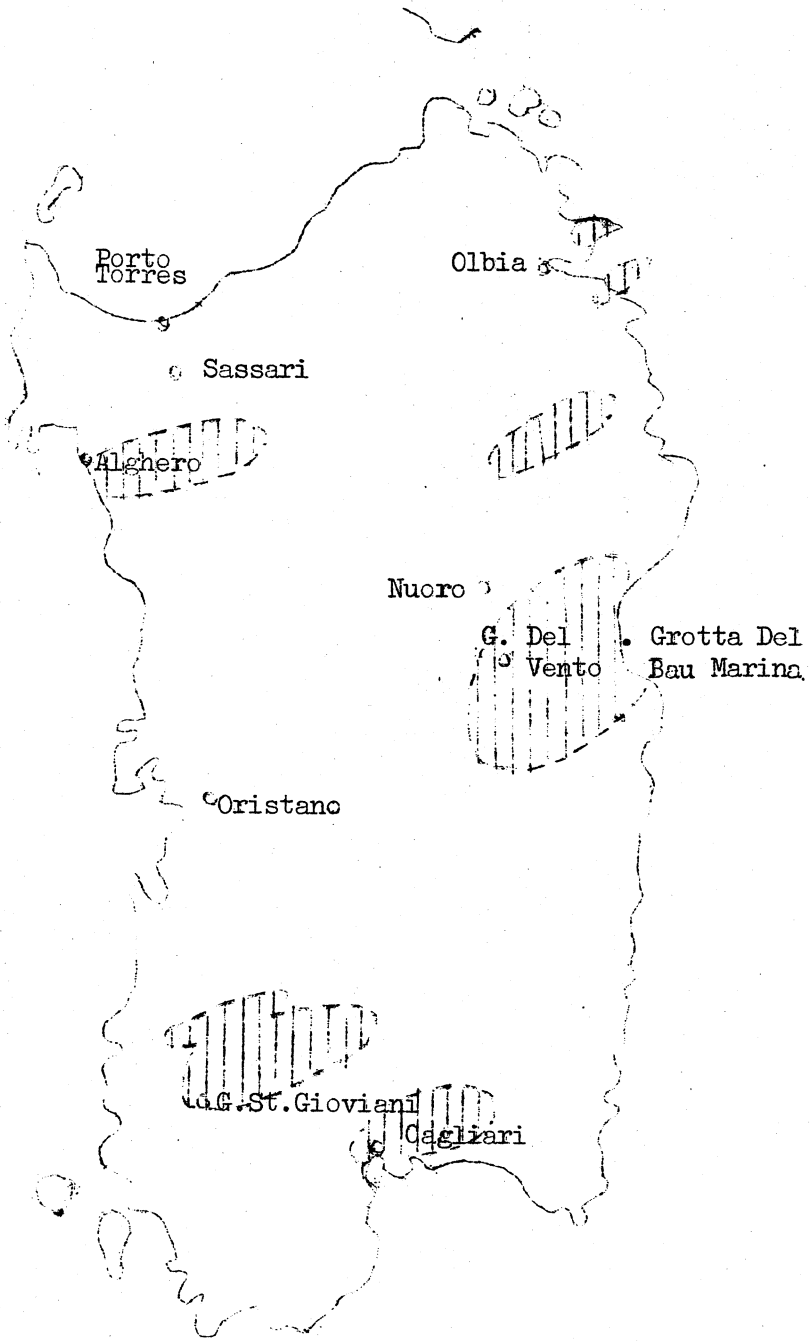 Porto
Torres
Olbia
Sassari
Alghero
Nuoro
G. Del
Vento
Grotta Del
Bau Marina.
Oristano
G.St.Gioviani
Cagliari